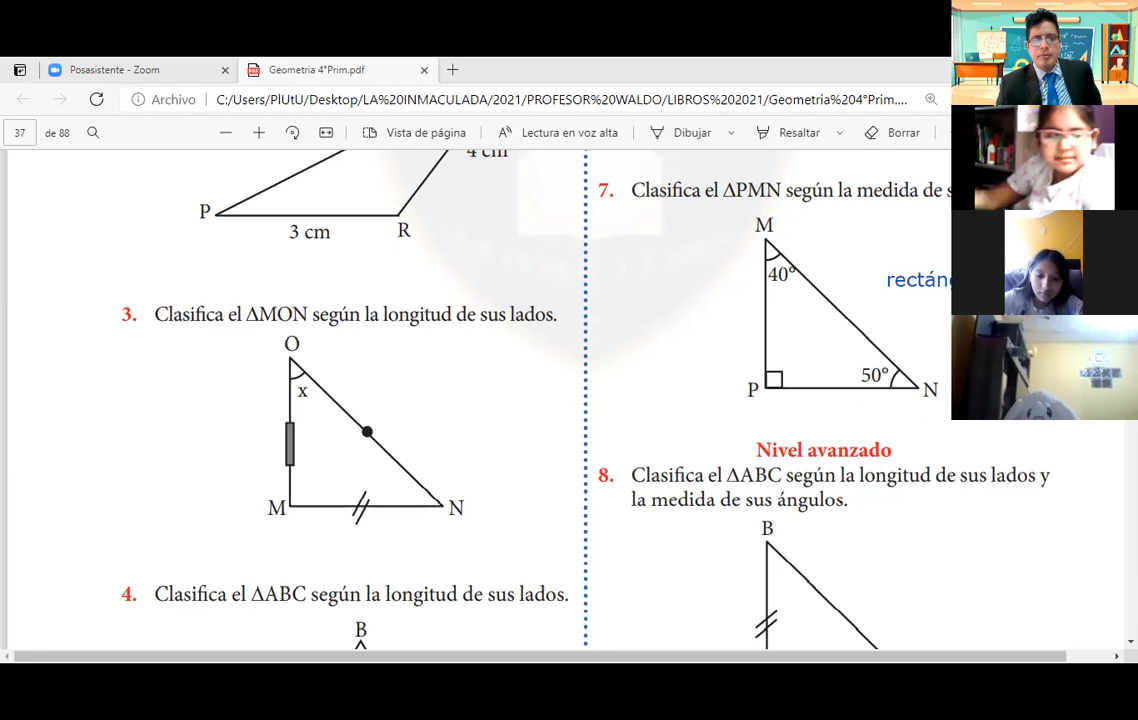 Posasistente - Zoom
Geometria 4°Prim.pdf
Archivo
C:/Users/PlUtU/Desktop/LA%20INMACULADA/2021/PROFESOR%20WALDO/LIBROS%202021/Geometria%204°Prim....
37
de 88
Vista de página
Lectura en voz alta
Dibujar
Resaltar
Borrar
4 cm
P
R
3 cm
3. Clasifica el ΔMON según la longitud de sus lados.
O
x
M
N
4. Clasifica el ΔABC según la longitud de sus lados.
B
7. Clasifica el ΔPMN según la medida de s
M
40°
rectán
50°
P
N
Nivel avanzado
8. Clasifica el ΔABC según la longitud de sus lados y
la medida de sus ángulos.
B